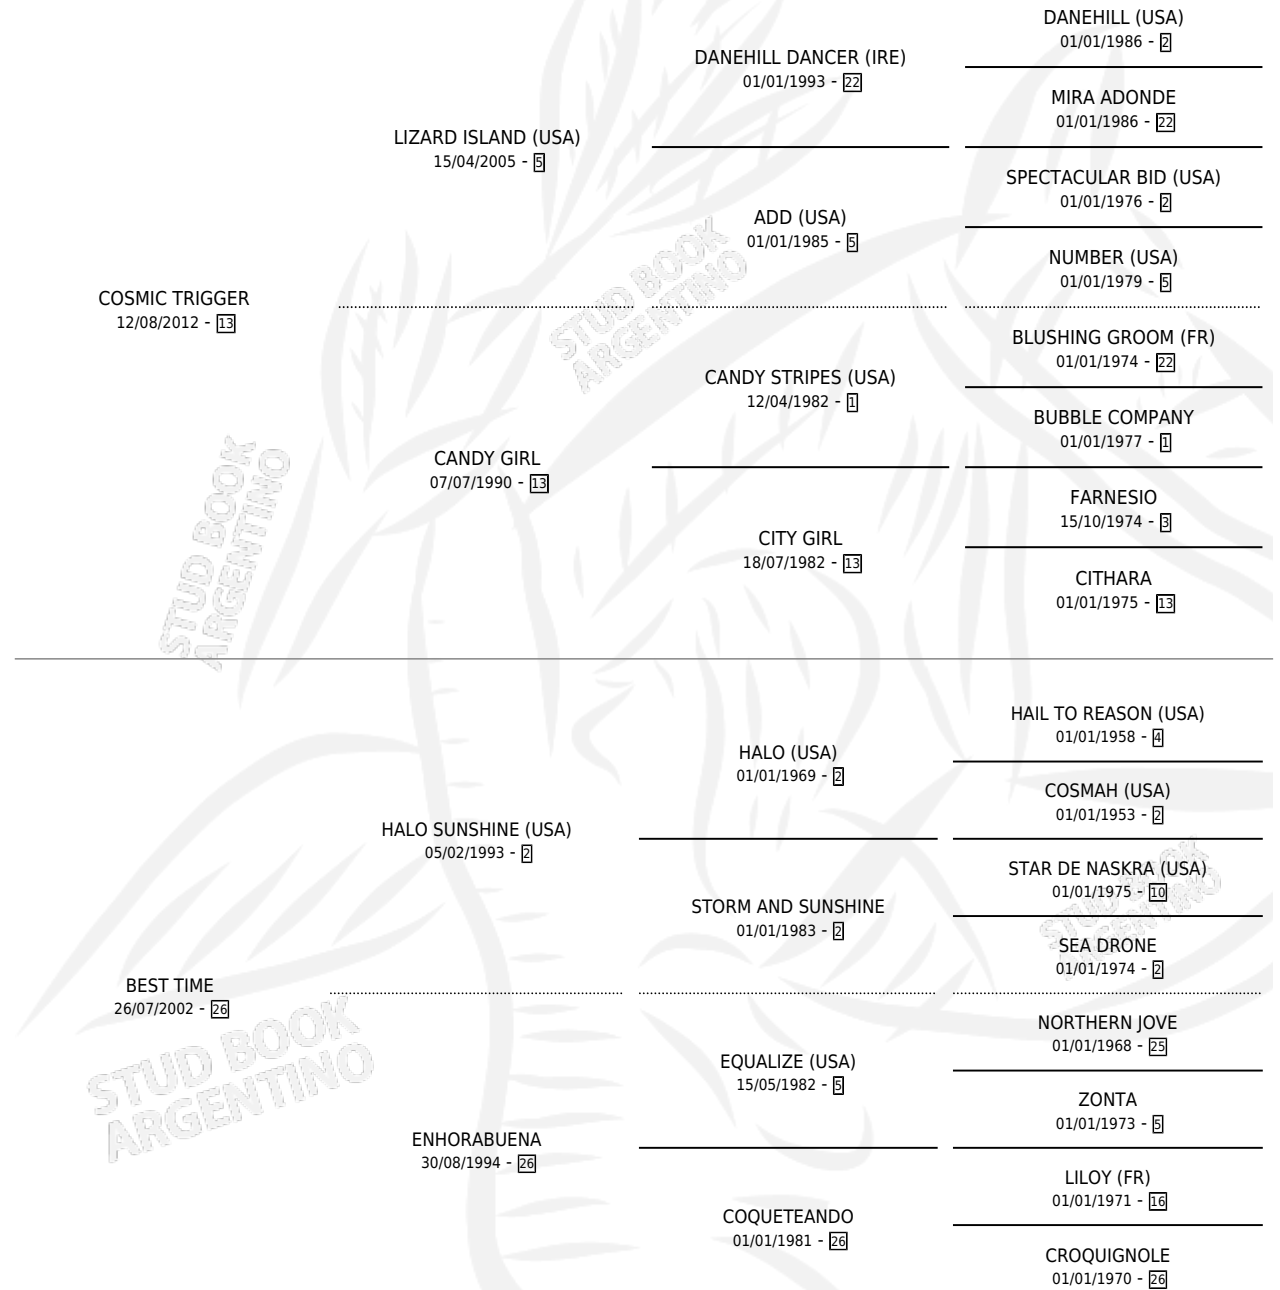 DANEHILL (USA)
01/01/1986 - 2
DANEHILL DANCER (IRE)
01/01/1993 - 22
MIRA ADONDE
01/01/1986 - 22
LIZARD ISLAND (USA)
15/04/2005 - 5
SPECTACULAR BID (USA)
01/01/1976 - 2
ADD (USA)
01/01/1985 - 5
NUMBER (USA)
01/01/1979 - 5
COSMIC TRIGGER
12/08/2012 - 13
BLUSHING GROOM (FR)
01/01/1974 - 22
CANDY STRIPES (USA)
12/04/1982 - 1
BUBBLE COMPANY
01/01/1977 - 1
CANDY GIRL
07/07/1990 - 13
FARNESIO
15/10/1974 - 3
CITY GIRL
18/07/1982 - 13
CITHARA
01/01/1975 - 13
HAIL TO REASON (USA)
01/01/1958 - 4
HALO (USA)
01/01/1969 - 2
COSMAH (USA)
01/01/1953 - 2
HALO SUNSHINE (USA)
05/02/1993 - 2
STAR DE NASKRA (USA)
01/01/1975 - 10
STORM AND SUNSHINE
01/01/1983 - 2
SEA DRONE
01/01/1974 - 2
BEST TIME
26/07/2002 - 26
NORTHERN JOVE
01/01/1968 - 25
EQUALIZE (USA)
15/05/1982 - 5
ZONTA
01/01/1973 - 5
ENHORABUENA
30/08/1994 - 26
LILOY (FR)
01/01/1971 - 16
COQUETEANDO
01/01/1981 - 26
CROQUIGNOLE
01/01/1970 - 26
STUD BOOK
ARGENTINO
STUD BOOK
ARGENTINO
STUD BOOK
ARGENTINO
STUD BOOK
ARGENTINO